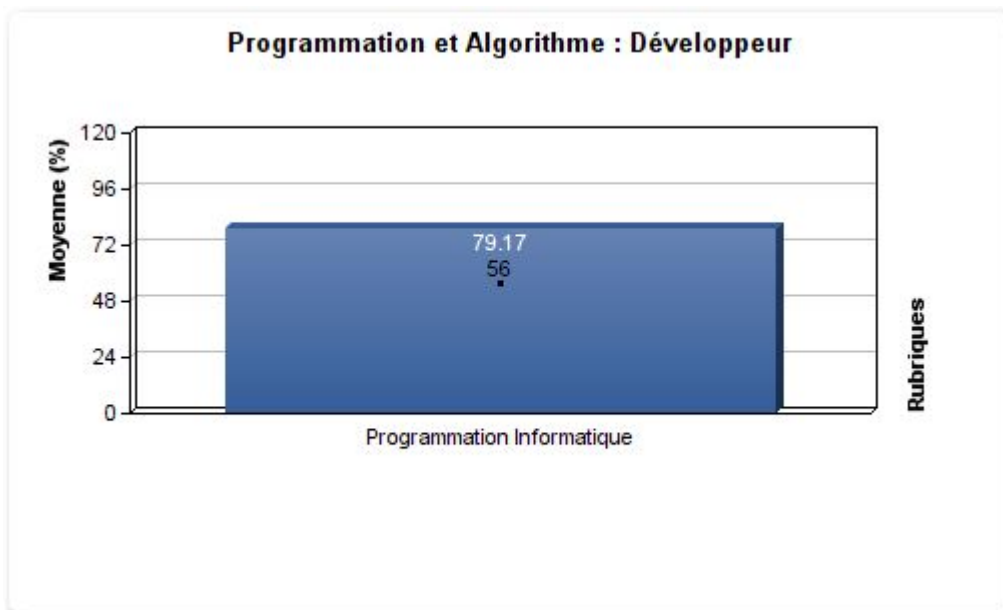 Programmation et Algorithme : Développeur
Moyenne (%)
120
96
72
48
24
0
79.17
56
Programmation Informatique
Rubriques